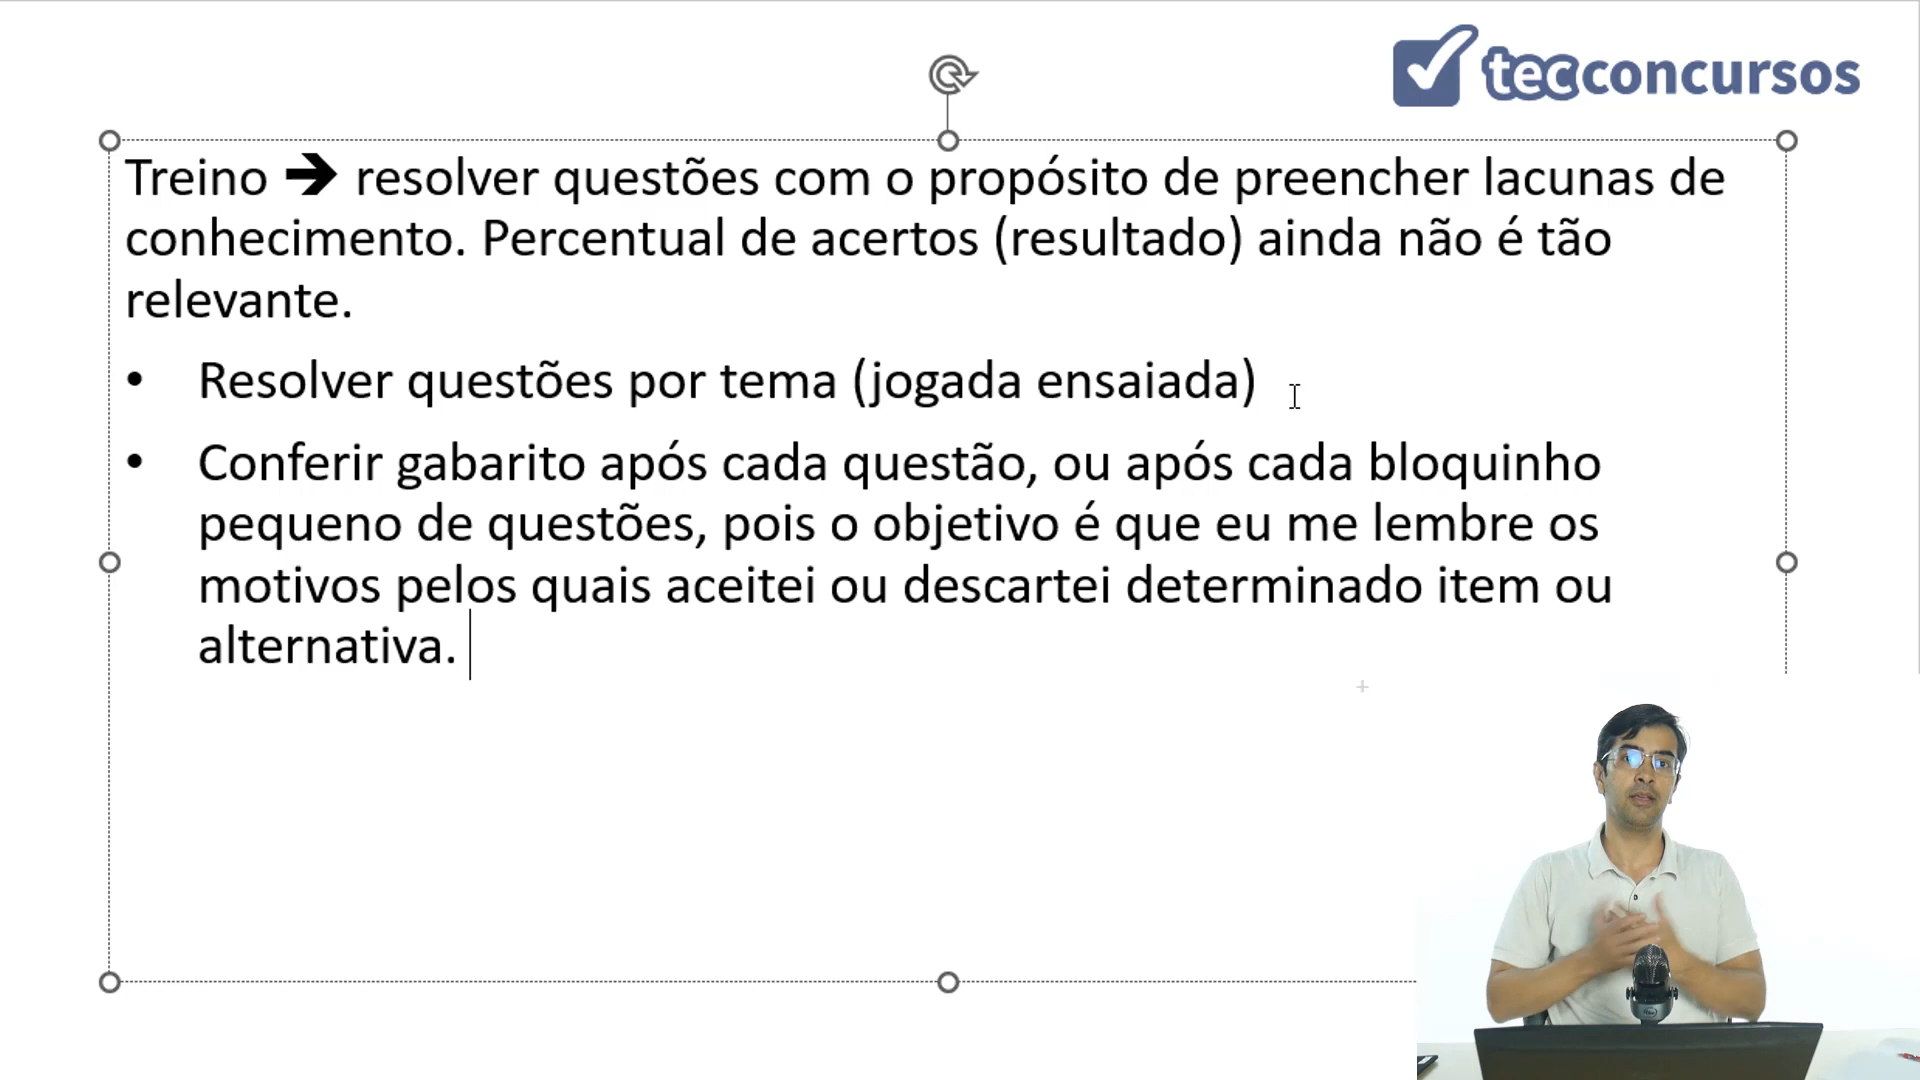 tecconcursos
Treino ➔ resolver questões com o propósito de preencher lacunas de
conhecimento. Percentual de acertos (resultado) ainda não é tão
relevante.
• Resolver questões por tema (jogada ensaiada)
• Conferir gabarito após cada questão, ou após cada bloquinho
pequeno de questões, pois o objetivo é que eu me lembre os
motivos pelos quais aceitei ou descartei determinado item ou
alternativa.